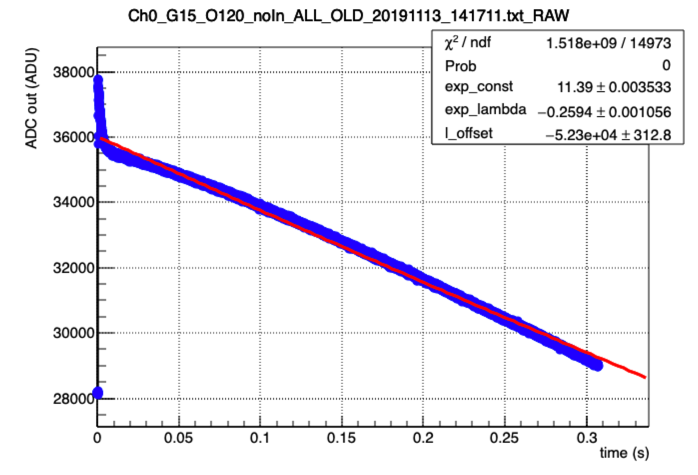 Ch0_G15_O120_noIn_ALL_OLD_20191113_141711.txt_RAW
χ² / ndf 1.518e+09 / 14973
Prob 0
exp_const 11.39 ± 0.003533
exp_lambda −0.2594 ± 0.001056
l_offset −5.23e+04 ± 312.8
ADC out (ADU)
38000
36000
34000
32000
30000
28000
0 0.05 0.1 0.15 0.2 0.25 0.3
time (s)